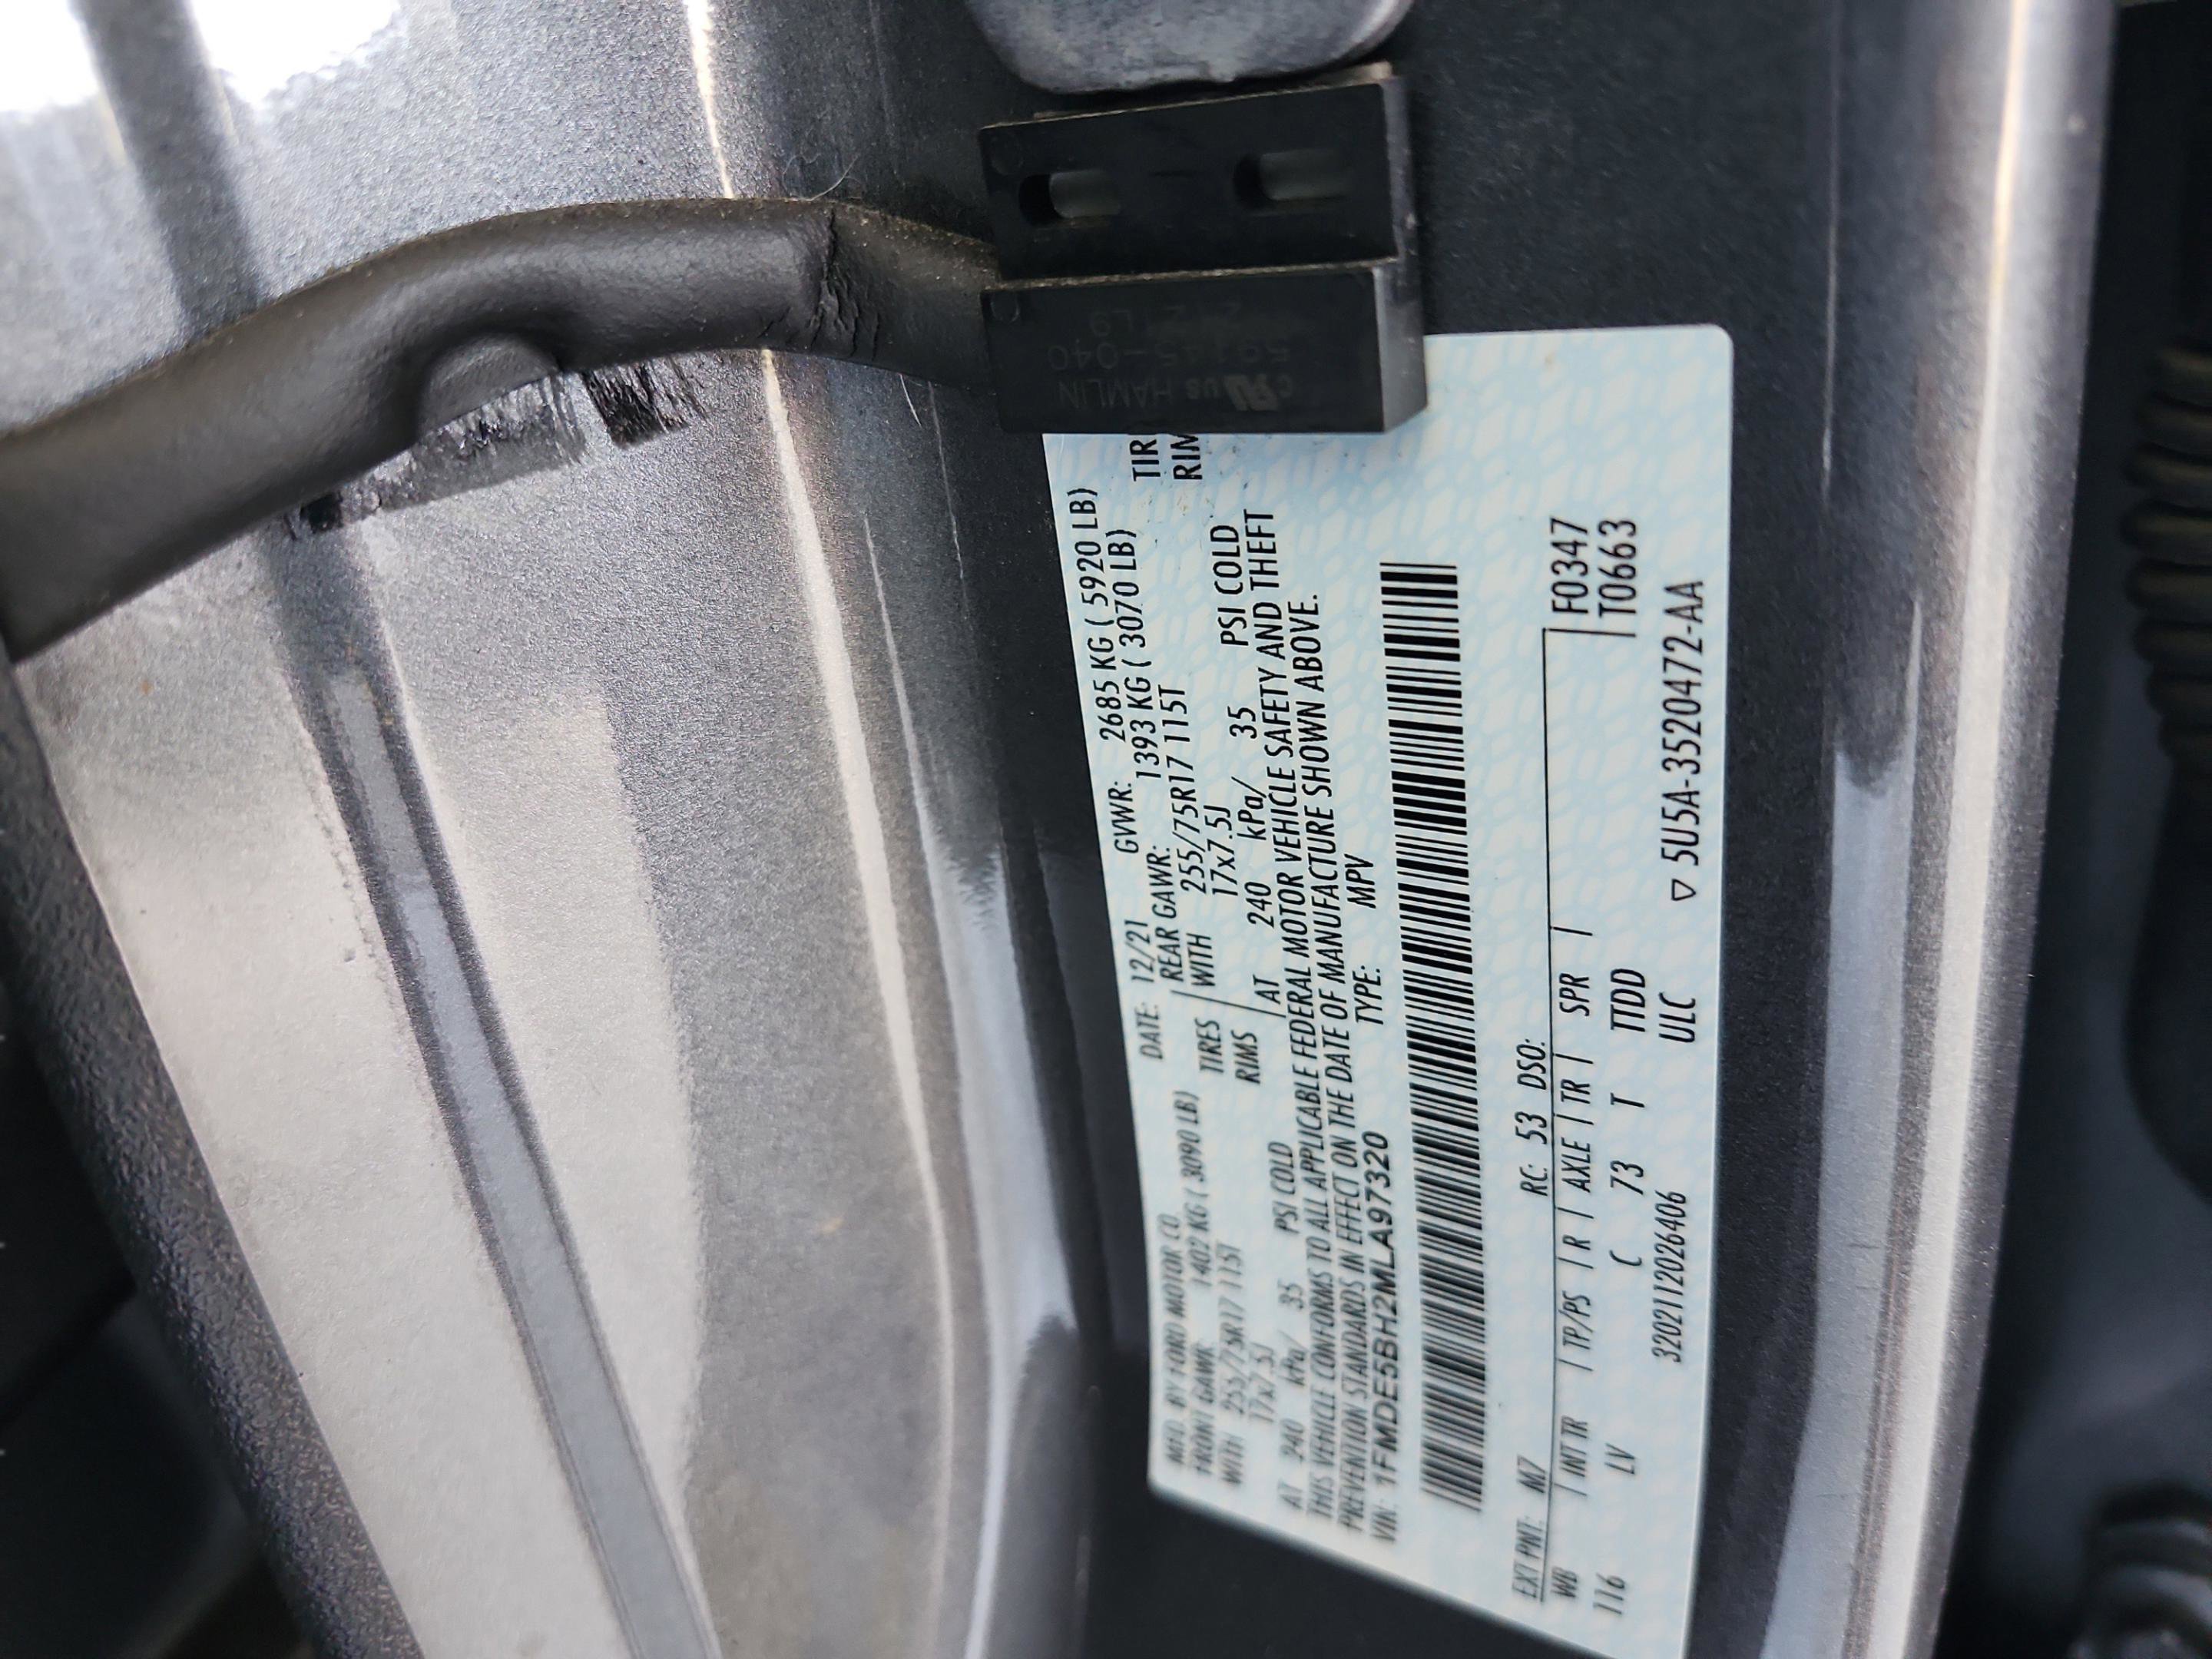 MFD. BY FORD MOTOR CO. DATE: 12/21 GVWR: 2685 KG ( 5920 LB)
FRONT GAWR: 1402 KG ( 3090 LB) REAR GAWR: 1393 KG ( 3070 LB)
WITH 255/75R17 115T TIRES WITH 255/75R17 115T TIR
17x7.5J RIMS 17x7.5J RIM
AT 240 kPa/ 35 PSI COLD AT 240 kPa/ 35 PSI COLD
THIS VEHICLE CONFORMS TO ALL APPLICABLE FEDERAL MOTOR VEHICLE SAFETY AND THEFT
PREVENTION STANDARDS IN EFFECT ON THE DATE OF MANUFACTURE SHOWN ABOVE.
VIN: 1FMDE5BH2MLA97320 TYPE: MPV
EXT PNT: M7 RC: 53 DSO: F0347
WB INT TR TP/PS R AXLE TR SPR T0663
116 LV C 73 T TDD
3202112026406 ULC ▽ 5U5A-3520472-AA
HAMLIN